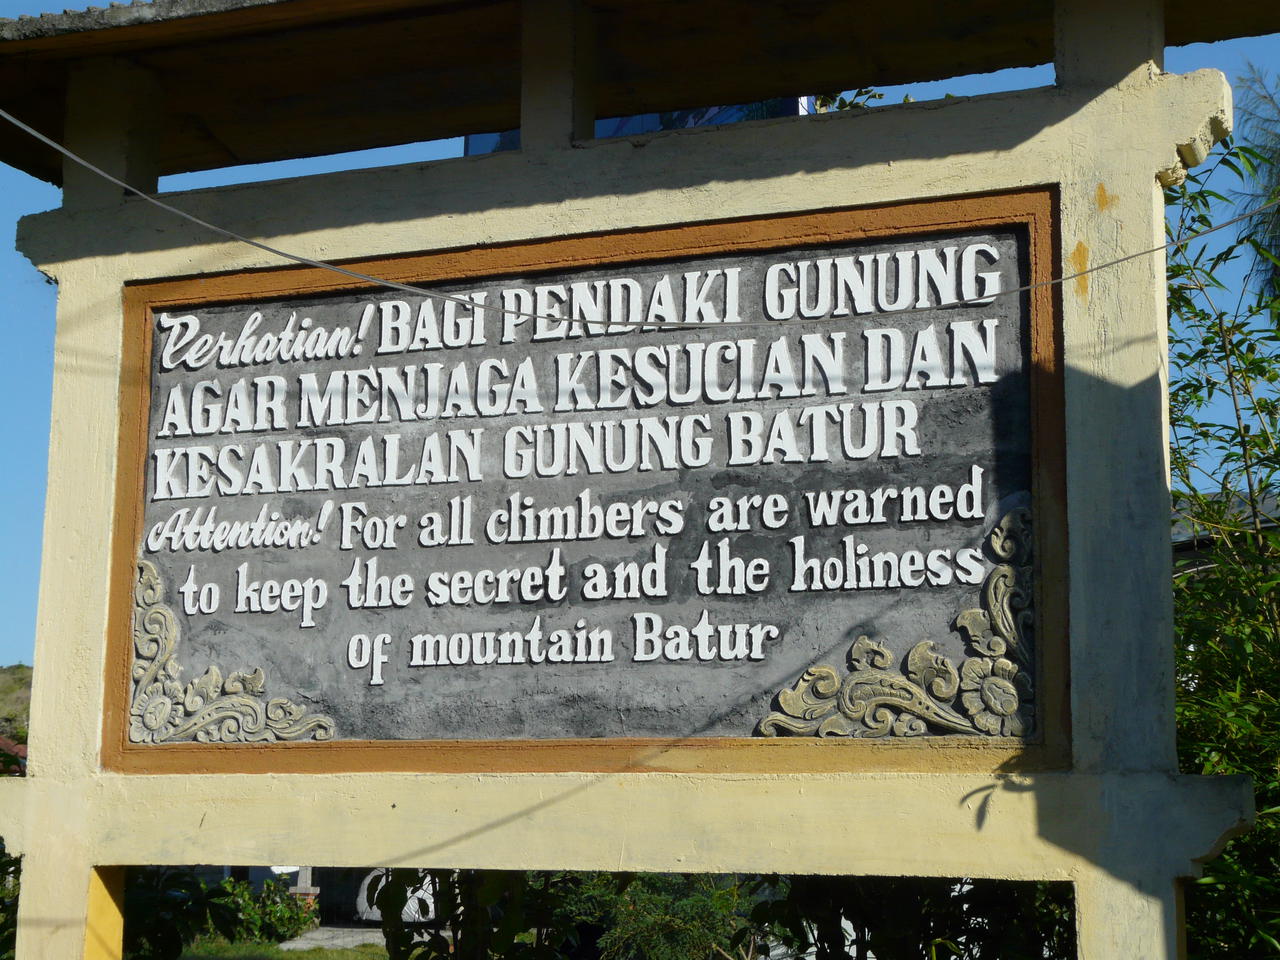 Perhatian! BAGI PENDAKI GUNUNG
AGAR MENJAGA KESUCIAN DAN
KESAKRALAN GUNUNG BATUR
Attention! For all climbers are warned
to keep the secret and the holiness
of mountain Batur